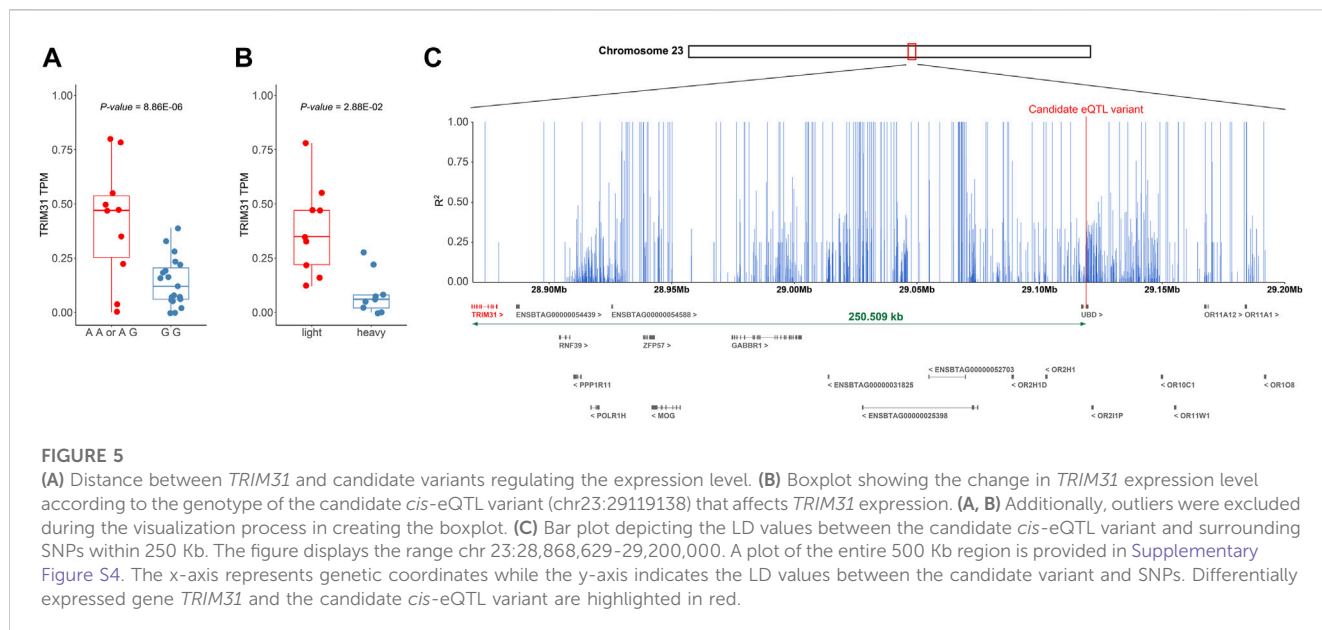 A
B
C
Chromosome 23
P-value = 8.86E-06
P-value = 2.88E-02
Candidate eQTL variant
TRIM31 TPM
1.00
0.75
0.50
0.25
0.00
A A or A G
G G
TRIM31 TPM
1.00
0.75
0.50
0.25
0.00
light
heavy
R²
1.00
0.75
0.50
0.25
0.00
28.90Mb
28.95Mb
29.00Mb
29.05Mb
29.10Mb
29.15Mb
29.20Mb
TRIM31 >
ENSBTAG00000054439 >
ENSBTAG00000054588 >
UBD >
OR11A12 >
OR11A1 >
250.509 kb
RNF39 >
ZFP57 >
GABBR1 >
< ENSBTAG00000052703
< OR2H1
< PPP1R11
< ENSBTAG00000031825
< OR2H1D
< OR10C1
< OR1O8
< POLR1H
< MOG
< ENSBTAG00000025398
< OR2I1P
< OR11W1
FIGURE 5
(A) Distance between TRIM31 and candidate variants regulating the expression level. (B) Boxplot showing the change in TRIM31 expression level
according to the genotype of the candidate cis-eQTL variant (chr23:29119138) that affects TRIM31 expression. (A, B) Additionally, outliers were excluded
during the visualization process in creating the boxplot. (C) Bar plot depicting the LD values between the candidate cis-eQTL variant and surrounding
SNPs within 250 Kb. The figure displays the range chr 23:28,868,629-29,200,000. A plot of the entire 500 Kb region is provided in Supplementary
Figure S4. The x-axis represents genetic coordinates while the y-axis indicates the LD values between the candidate variant and SNPs. Differentially
expressed gene TRIM31 and the candidate cis-eQTL variant are highlighted in red.